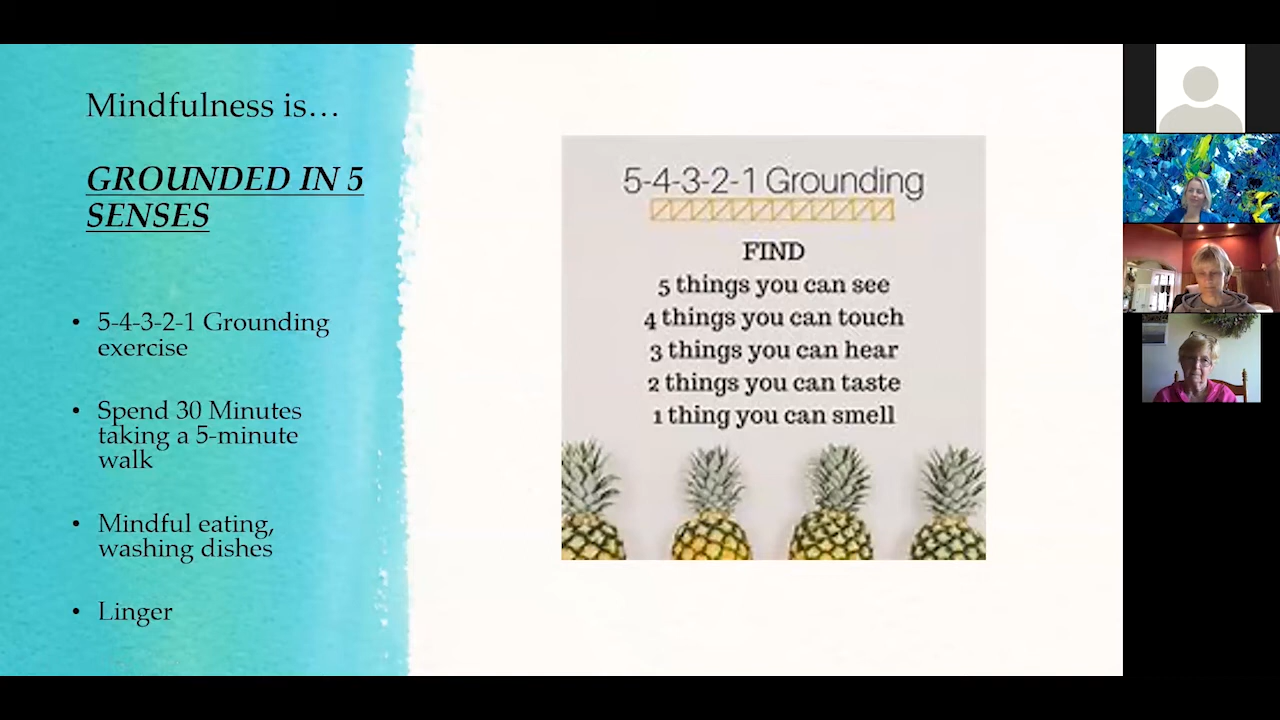 Mindfulness is…
GROUNDED IN 5
SENSES
• 5-4-3-2-1 Grounding
exercise
• Spend 30 Minutes
taking a 5-minute
walk
• Mindful eating,
washing dishes
• Linger
5-4-3-2-1 Grounding
FIND
5 things you can see
4 things you can touch
3 things you can hear
2 things you can taste
1 thing you can smell